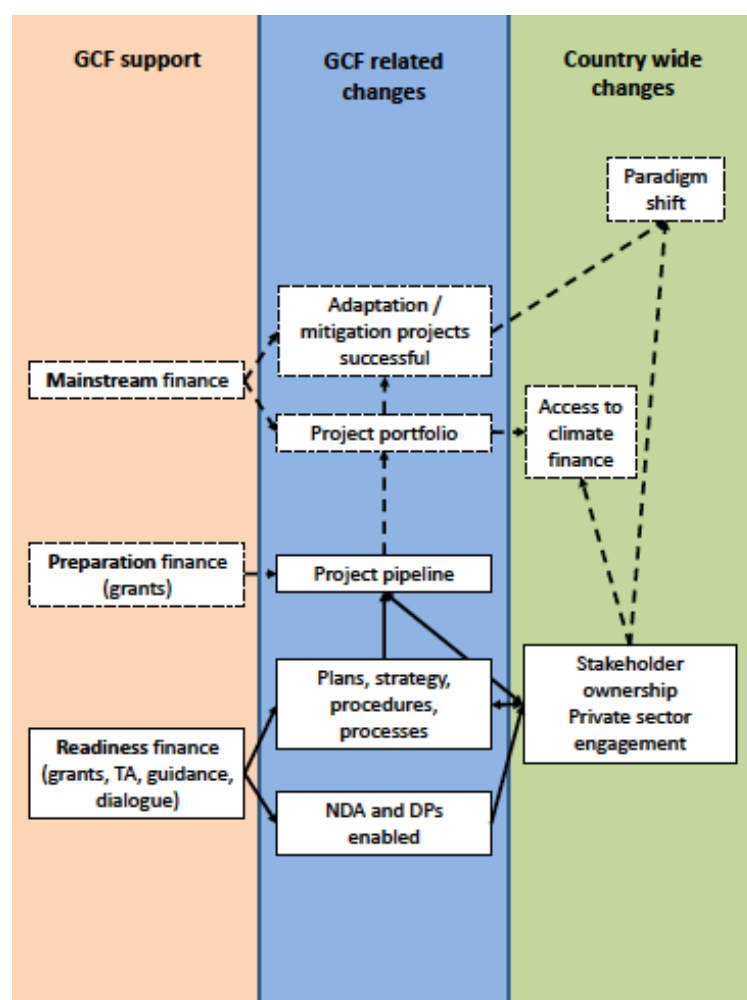 GCF support
GCF related
changes
Country wide
changes
Paradigm
shift
Adaptation /
mitigation projects
successful
Mainstream finance
Project portfolio
Access to
climate
finance
Preparation finance
(grants)
Project pipeline
Plans, strategy,
procedures,
processes
Stakeholder
ownership
Private sector
engagement
Readiness finance
(grants, TA, guidance,
dialogue)
NDA and DPs
enabled